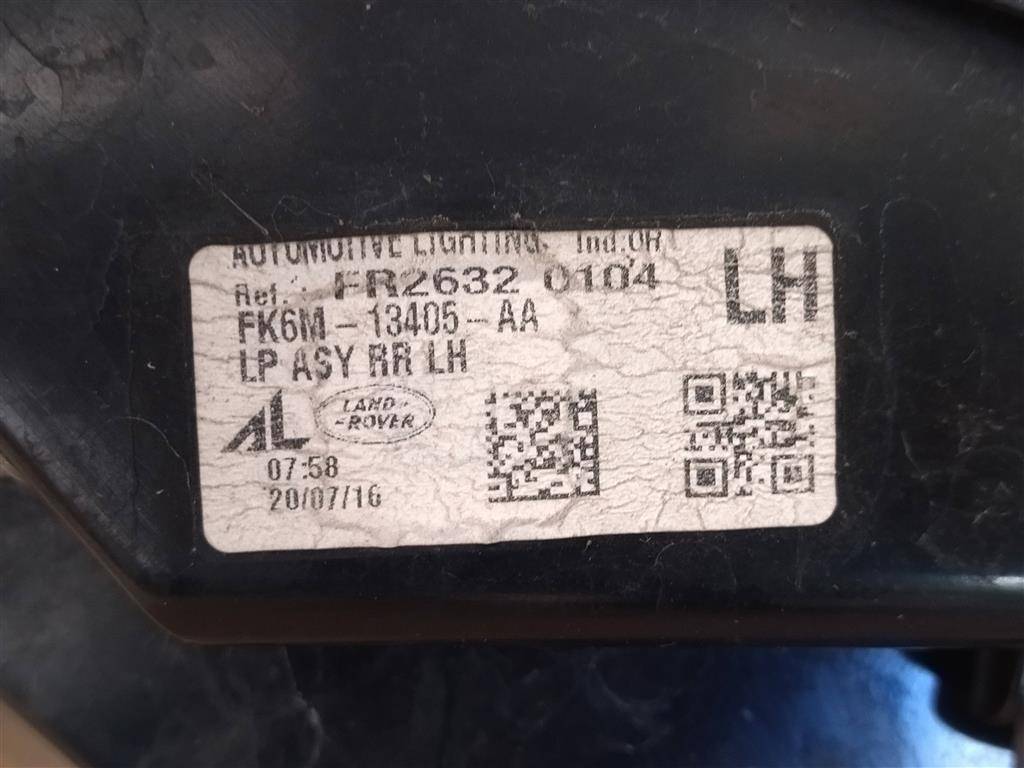 AUTOMOTIVE LIGHTING Ind.OR
Ref. FR2632 0104
LH
FK6M-13405-AA
LP ASY RR LH
AL
LAND-
-ROVER
07:58
20/07/16